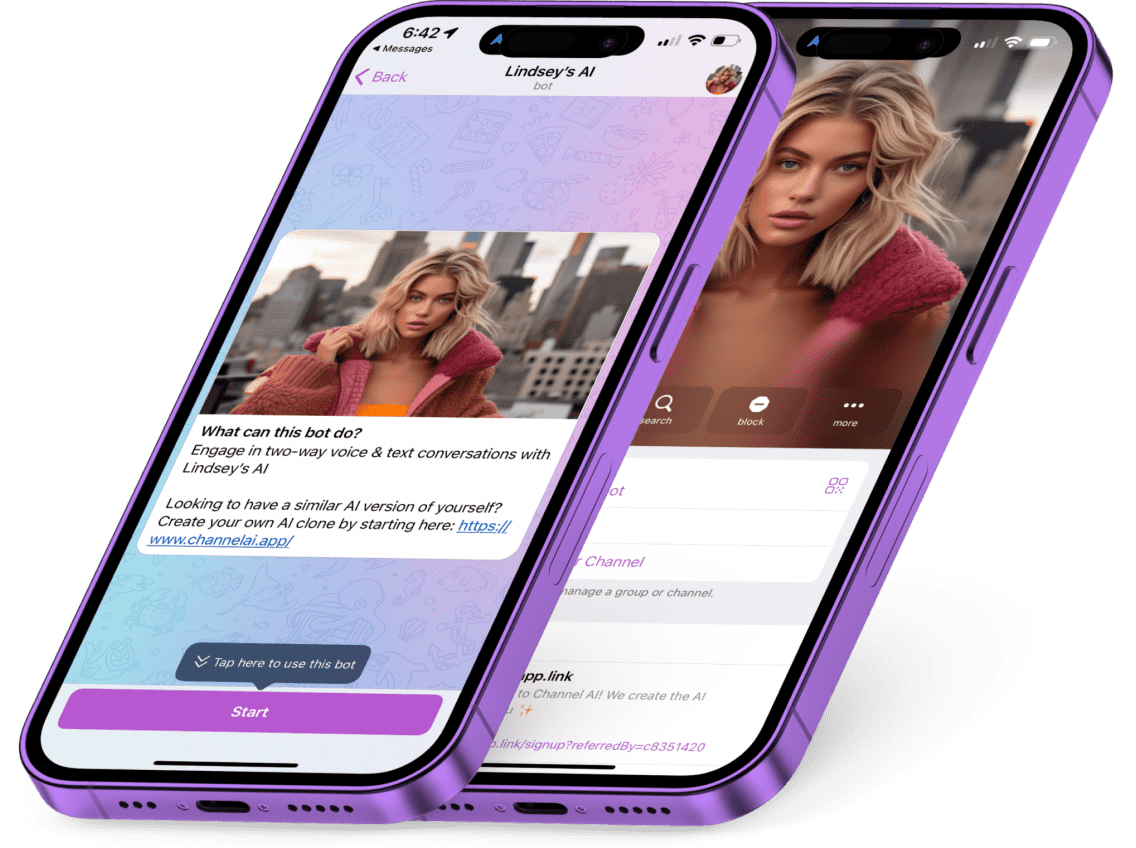 6:42
Messages
Back
Lindsey's AI
bot
What can this bot do?
Engage in two-way voice & text conversations with
Lindsey's AI
Looking to have a similar AI version of yourself?
Create your own AI clone by starting here: https://
www.channelai.app/
Tap here to use this bot
Start
search
block
more
ot
r Channel
manage a group or channel.
pp.link
to Channel AI! We create the AI
u ✨
o.link/signup?referredBy=c8351420